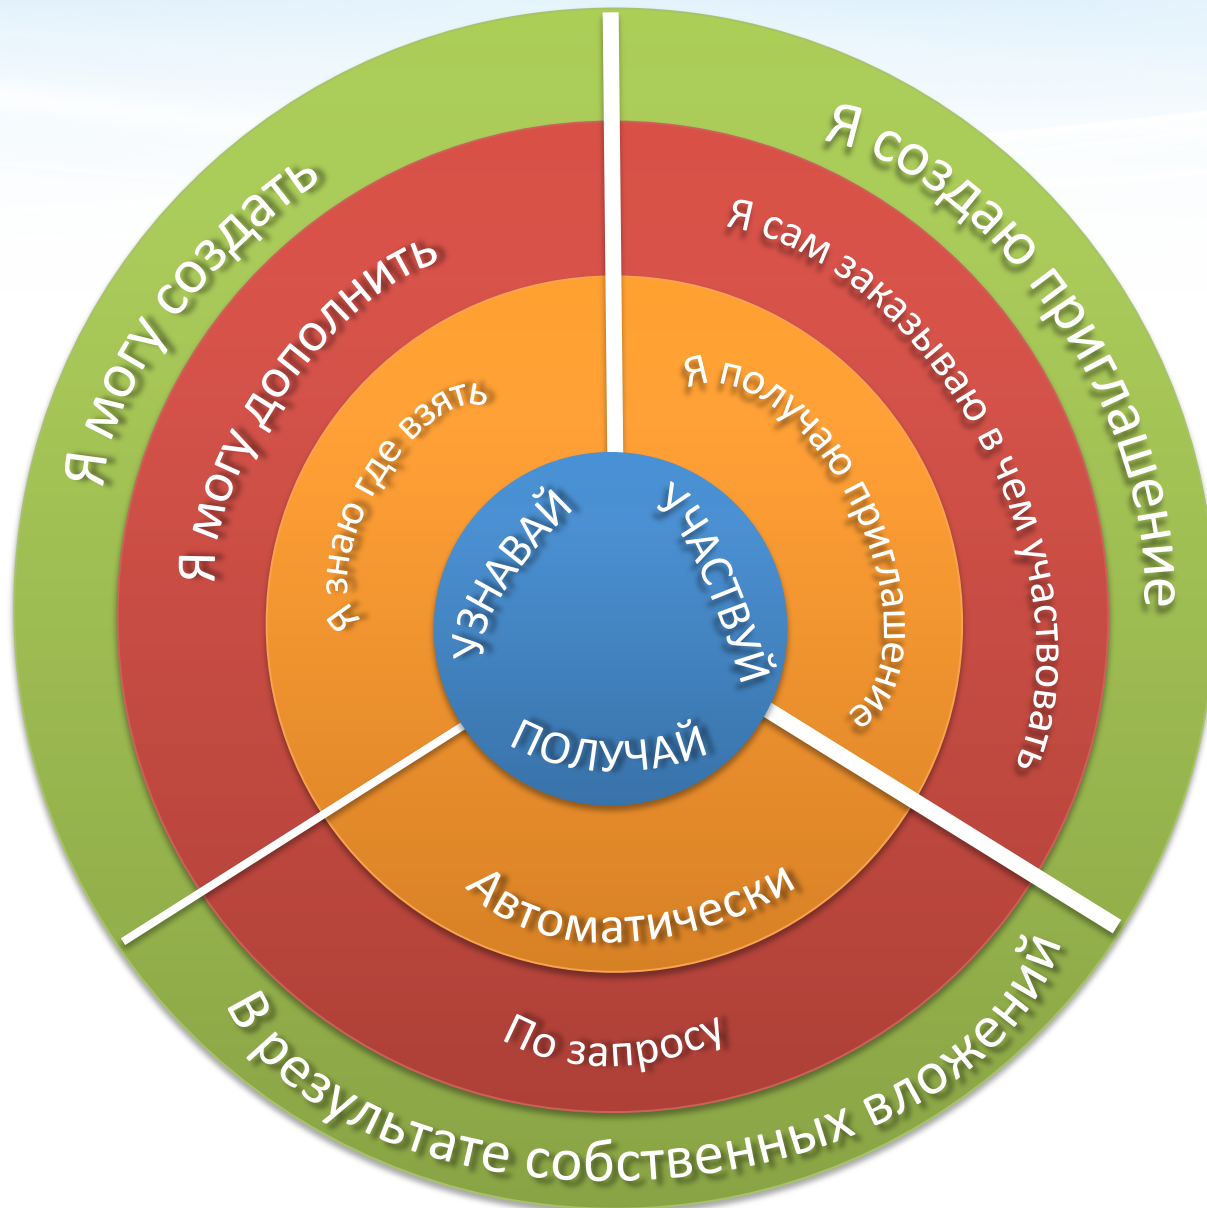 Я могу создать
Я могу дополнить
Я знаю где взять
УЗНАВАЙ
Я создаю приглашение
Я сам заказываю в чем участвовать
Я получаю приглашение
УЧАСТВУЙ
ПОЛУЧАЙ
Автоматически
По запросу
В результате собственных вложений